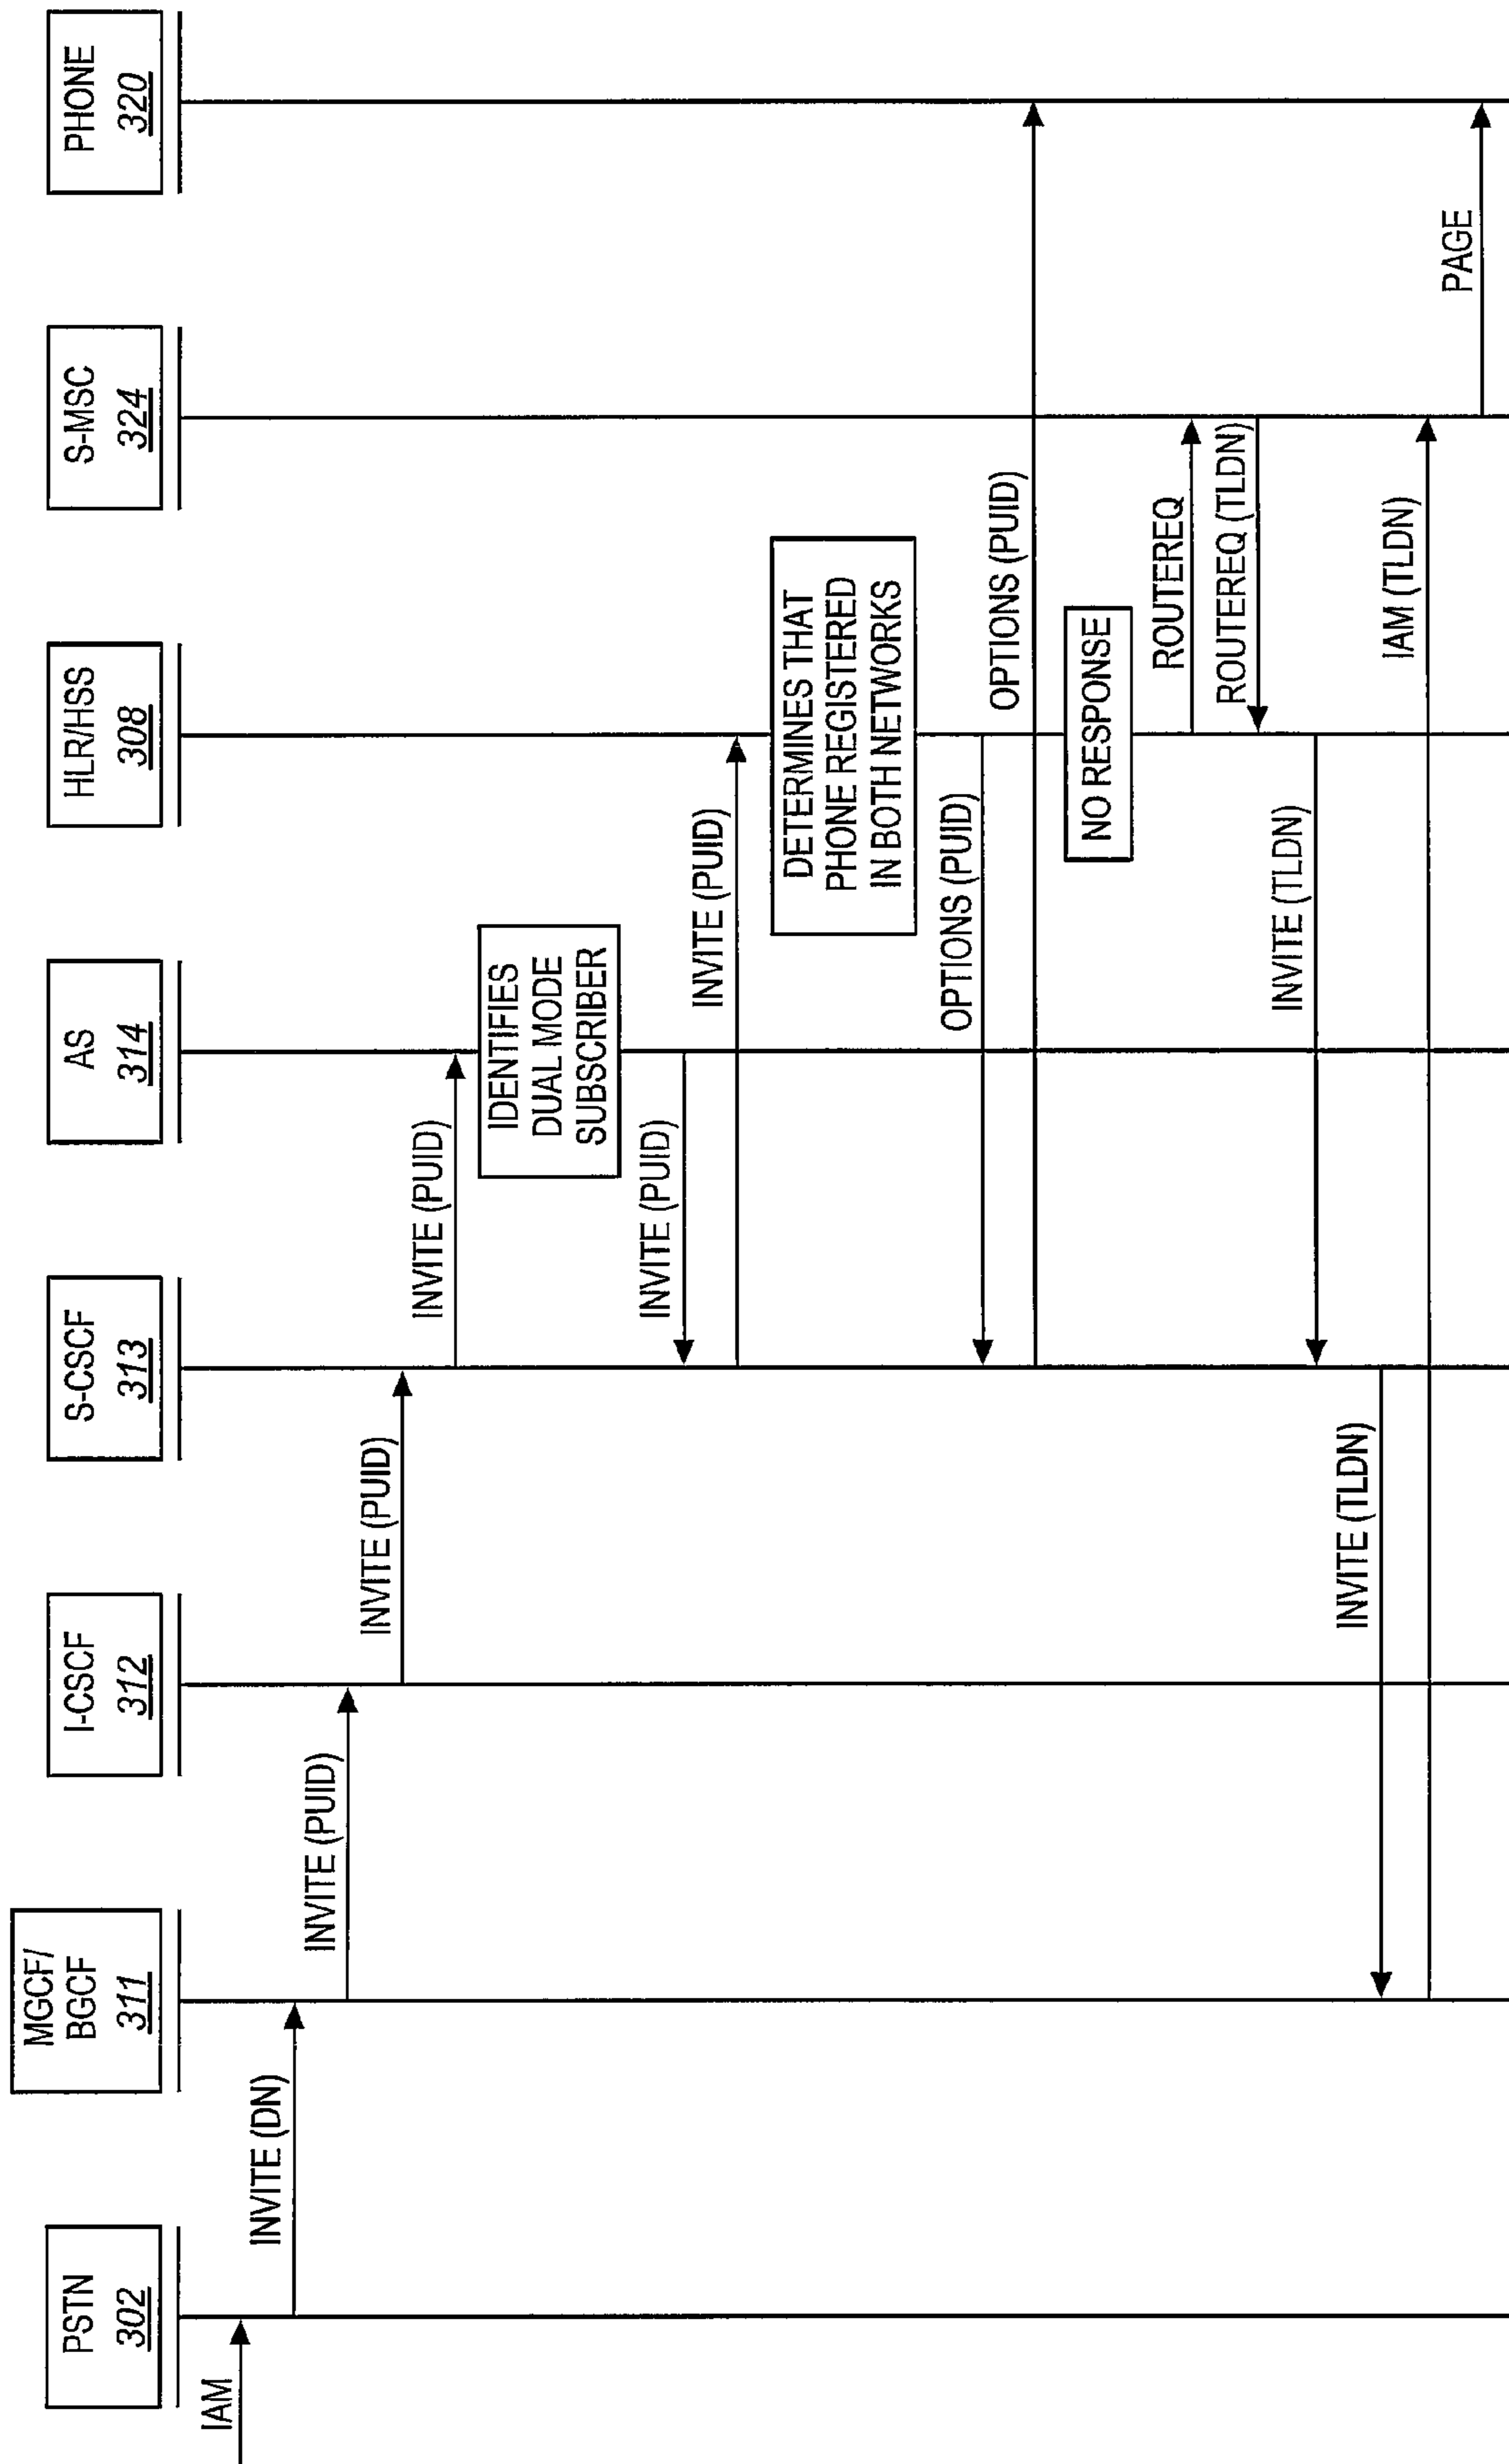 PSTN
302
MGCF/
BGCF
311
I-CSCF
312
S-CSCF
313
AS
314
HLR/HSS
308
S-MSC
324
PHONE
320
IAM
INVITE (DN)
INVITE (PUID)
INVITE (PUID)
INVITE (PUID)
IDENTIFIES
DUAL MODE
SUBSCRIBER
INVITE (PUID)
INVITE (PUID)
DETERMINES THAT
PHONE REGISTERED
IN BOTH NETWORKS
OPTIONS (PUID)
OPTIONS (PUID)
NO RESPONSE
ROUTEREQ
ROUTEREQ (TLDN)
INVITE (TLDN)
INVITE (TLDN)
IAM (TLDN)
PAGE